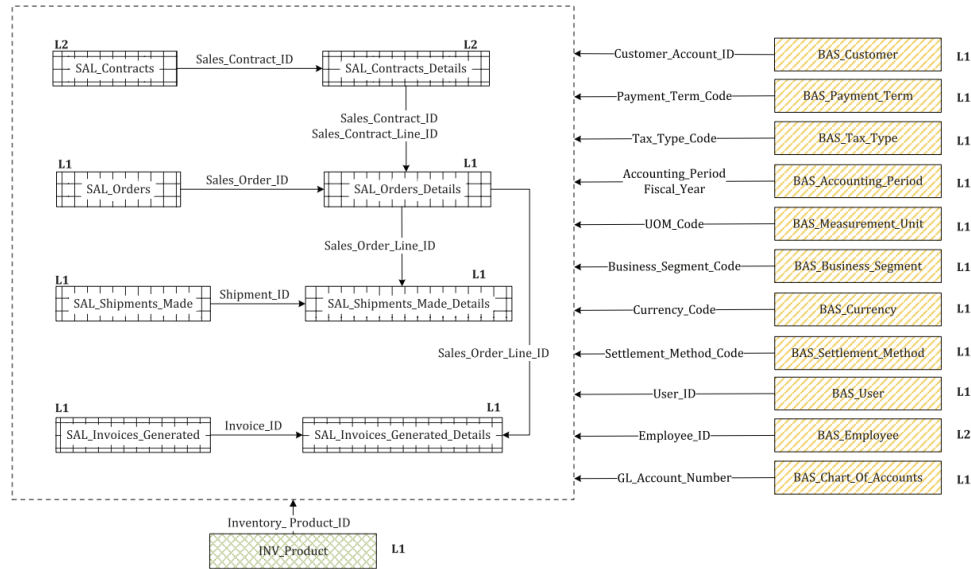 L2
SAL_Contracts
Sales_Contract_ID
L2
SAL_Contracts_Details
Sales_Contract_ID
Sales_Contract_Line_ID
L1
SAL_Orders
Sales_Order_ID
L1
SAL_Orders_Details
Sales_Order_Line_ID
L1
SAL_Shipments_Made
Shipment_ID
L1
SAL_Shipments_Made_Details
Sales_Order_Line_ID
L1
SAL_Invoices_Generated
Invoice_ID
L1
SAL_Invoices_Generated_Details
Customer_Account_ID
BAS_Customer
L1
Payment_Term_Code
BAS_Payment_Term
L1
Tax_Type_Code
BAS_Tax_Type
L1
Accounting_Period
Fiscal_Year
BAS_Accounting_Period
L1
UOM_Code
BAS_Measurement_Unit
L1
Business_Segment_Code
BAS_Business_Segment
L1
Currency_Code
BAS_Currency
L1
Settlement_Method_Code
BAS_Settlement_Method
L1
User_ID
BAS_User
L1
Employee_ID
BAS_Employee
L2
GL_Account_Number
BAS_Chart_Of_Accounts
L1
Inventory_ Product_ID
INV_Product
L1